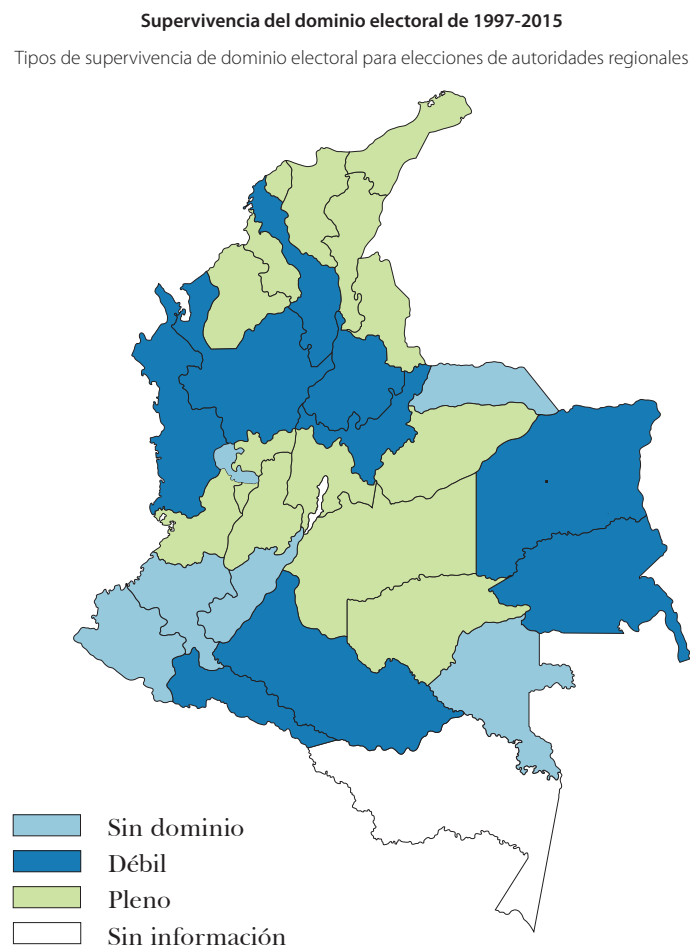 Supervivencia del dominio electoral de 1997-2015
Tipos de supervivencia de dominio electoral para elecciones de autoridades regionales
Sin dominio
Débil
Pleno
Sin información